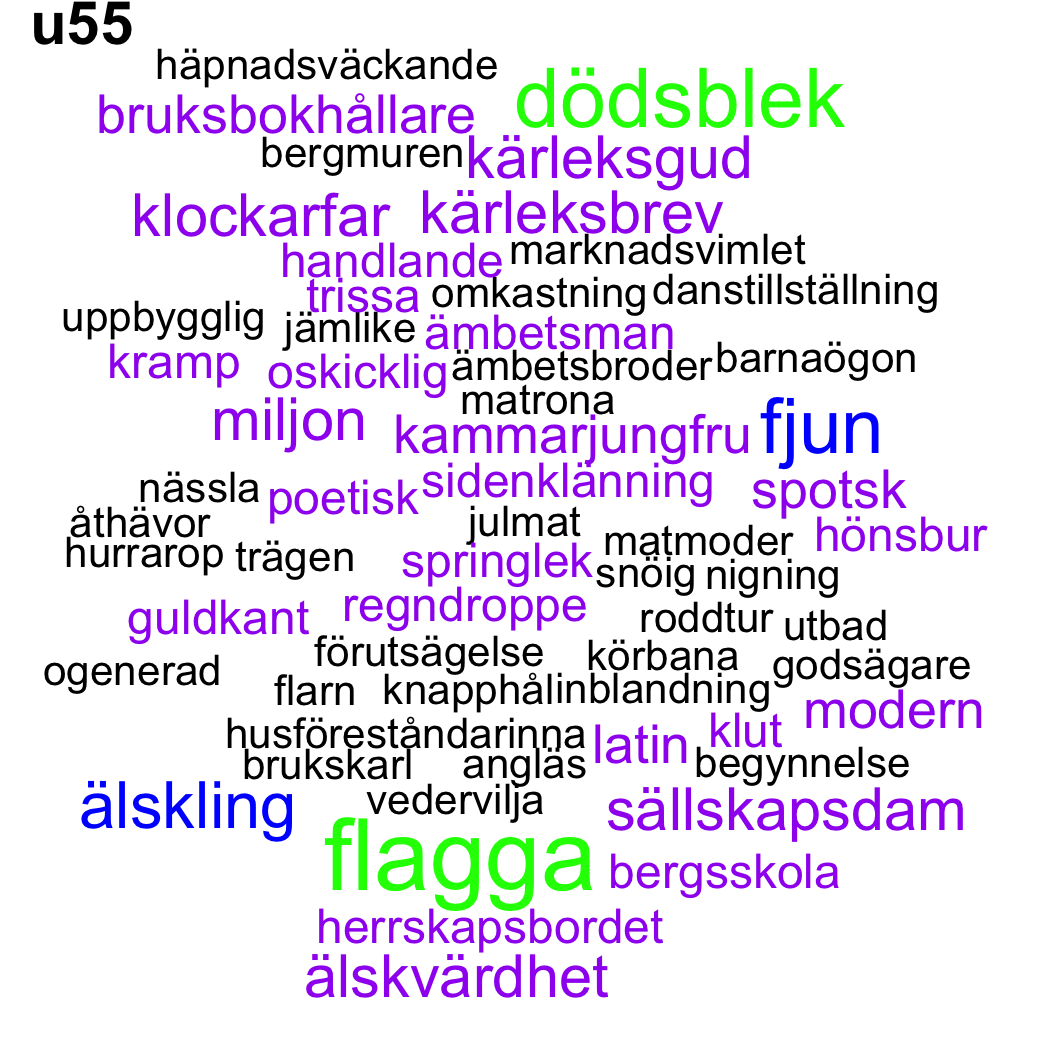 u55
häpnadsväckande
dödsblek
bruksbokhållare
bergmuren kärleksgud
klockarfar kärleksbrev
handlande marknadsvimlet
trissa omkastning danstillställning
uppbygglig jämlike ämbetsman
kramp oskicklig ämbetsbroder barnaögon
matrona
miljon kammarjungfru fjun
nässla poetisk sidenklänning spotsk
åthävor julmat hönsbur
hurrarop trägen springlek matmoder
snöig nigning
guldkant regndroppe roddtur utbad
ogenerad förutsägelse körbana godsägare
flarn knapphålinblandning modern
husföreståndarinna latin klut
brukskarl angläs begynnelse
älskling vedervilja sällskapsdam
flagga bergsskola
herrskapsbordet
älskvärdhet